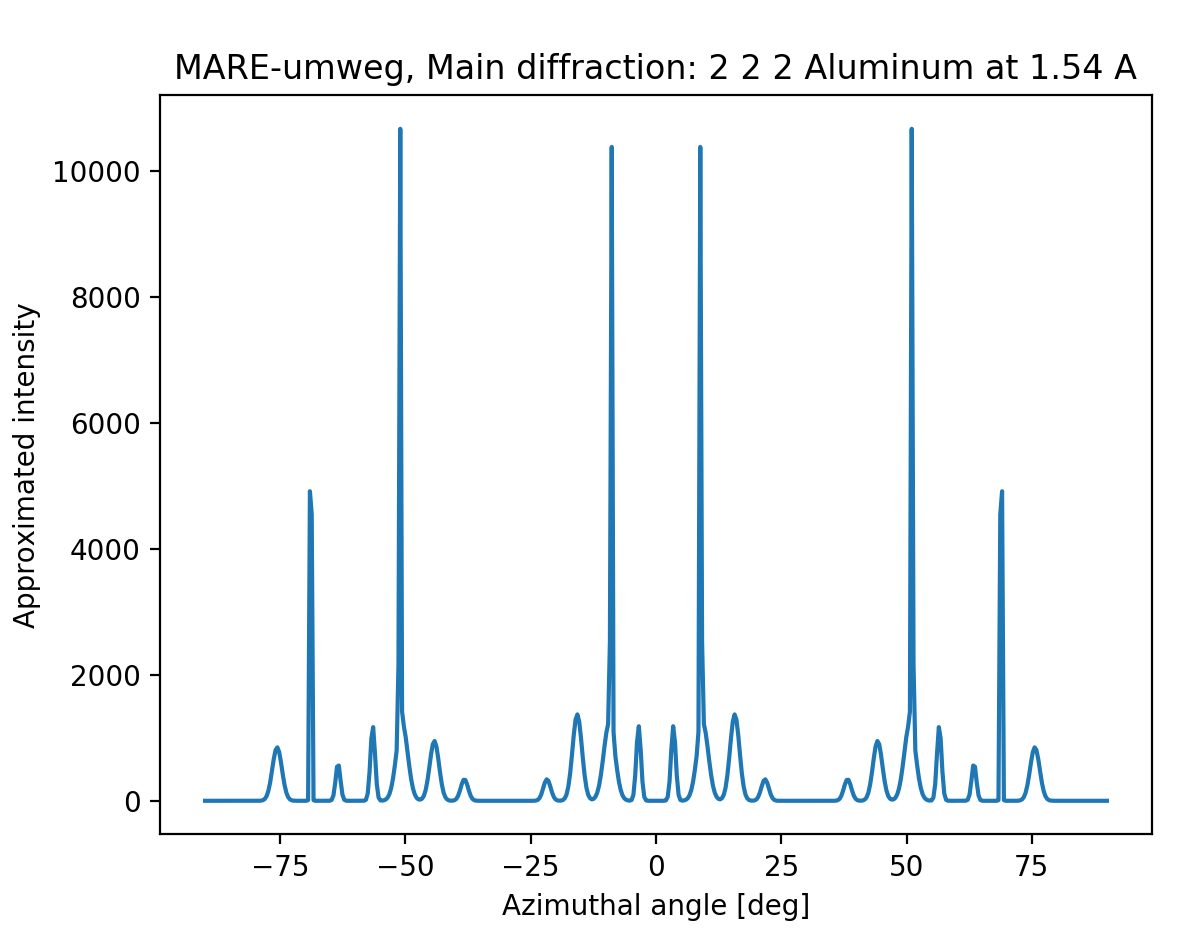 MARE-umweg, Main diffraction: 2 2 2 Aluminum at 1.54 A
10000
8000
6000
4000
2000
0
Approximated intensity
−75 −50 −25 0 25 50 75
Azimuthal angle [deg]